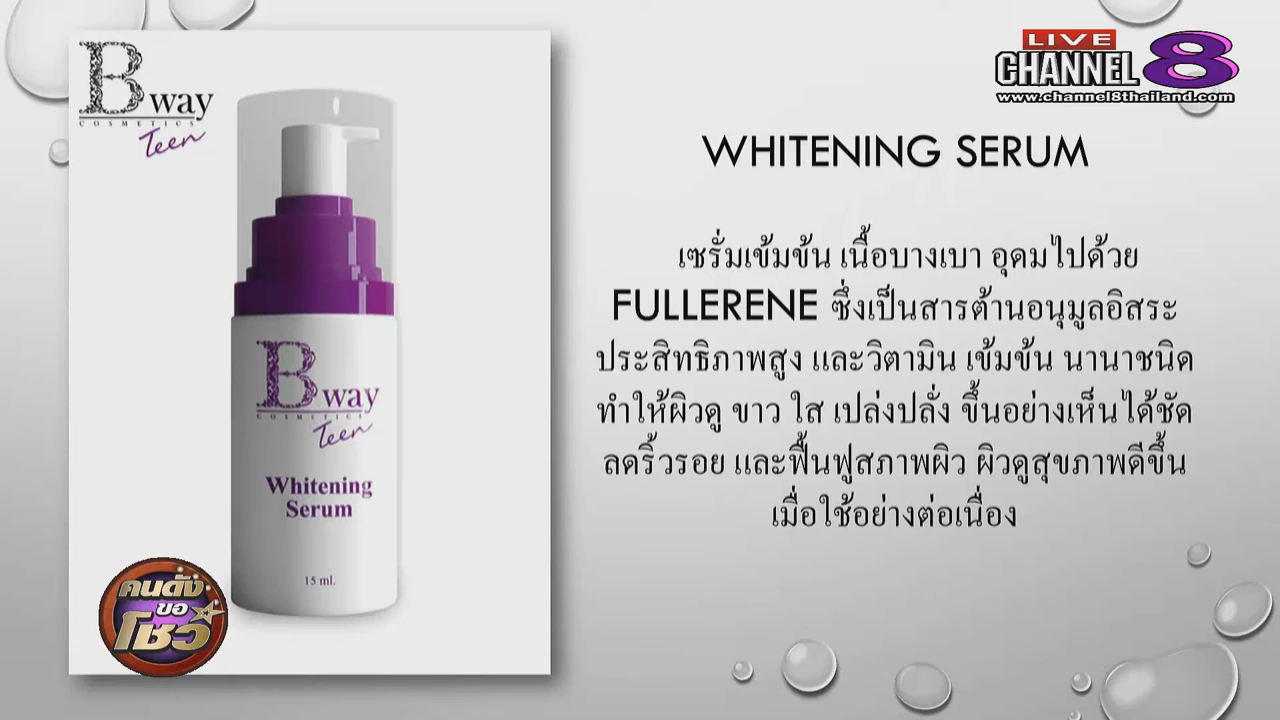 B way
COSMETICS
Teen
LIVE
CHANNEL 8
www.channel8thailand.com
WHITENING SERUM
เซรั่มเข้มข้น เนื้อบางเบา อุดมไปด้วย
FULLERENE ซึ่งเป็นสารต้านอนุมูลอิสระ
ประสิทธิภาพสูง และวิตามิน เข้มข้น นานาชนิด
ทำให้ผิวดู ขาว ใส เปล่งปลั่ง ขึ้นอย่างเห็นได้ชัด
ลดริ้วรอย และฟื้นฟูสภาพผิว ผิวดูสุขภาพดีขึ้น
เมื่อใช้อย่างต่อเนื่อง
B way
COSMETICS
Teen
Whitening
Serum
15 ml.
คนดัง
ขอ
โชว์